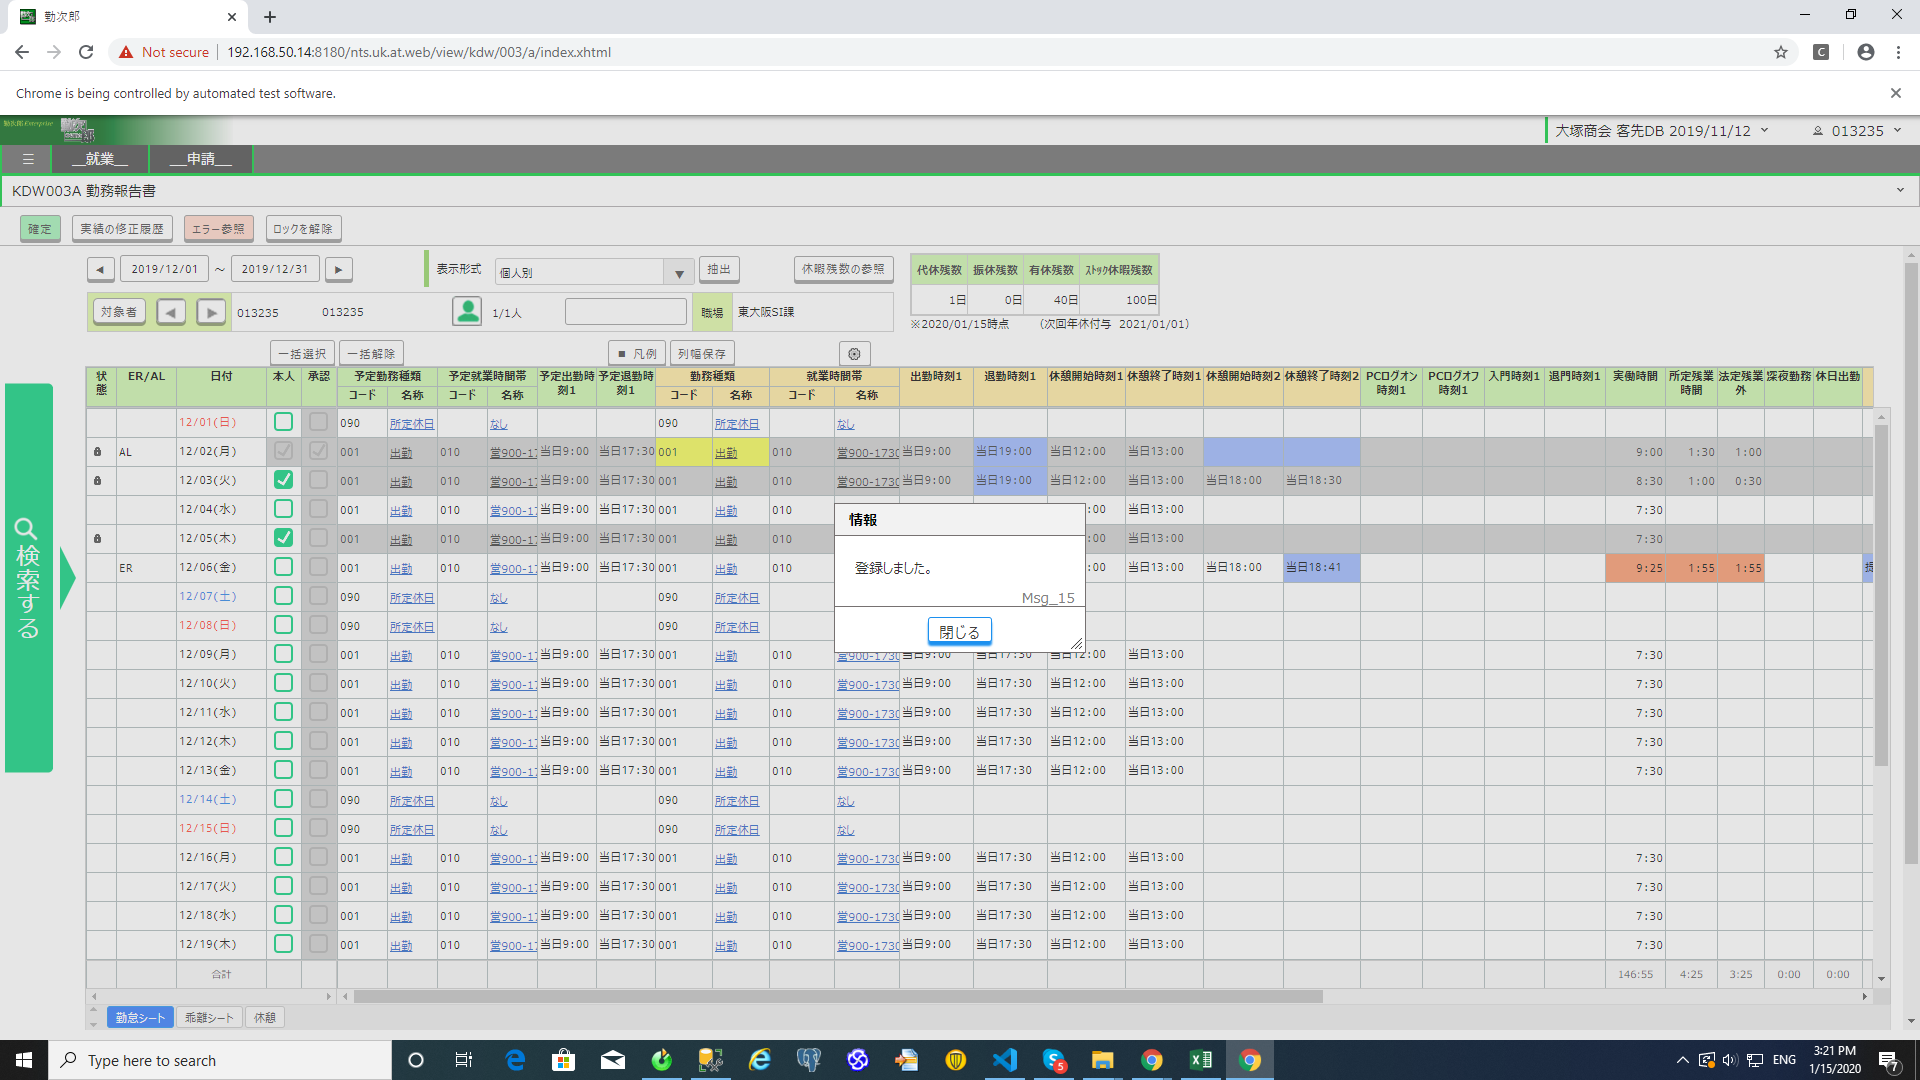 勤次郎
Not secure
192.168.50.14:8180/nts.uk.at.web/view/kdw/003/a/index.xhtml
Chrome is being controlled by automated test software.
大塚商会 客先DB 2019/11/12
013235
__就業__ __申請__
KDW003A 勤務報告書
確定 実績の修正履歴 エラー参照 ロックを解除
2019/12/01 ～ 2019/12/31
表示形式 個人別 抽出 休暇残数の参照
代休残数 振休残数 有休残数 ｽﾄｯｸ休暇残数
1日 0日 40日 100日
※2020/01/15時点 （次回年休付与 2021/01/01）
対象者 013235 013235 1/1人 職場 東大阪SI課
一括選択 一括解除 ■ 凡例 列幅保存
検索する
状態 ER/AL 日付 本人 承認 予定勤務種類 予定就業時間帯 予定出勤時刻1 予定退勤時刻1 勤務種類 就業時間帯 出勤時刻1 退勤時刻1 休憩開始時刻1 休憩終了時刻1 休憩開始時刻2 休憩終了時刻2 PCログオン時刻1 PCログオフ時刻1 入門時刻1 退門時刻1 実働時間 所定残業時間 法定残業外 深夜勤務 休日出勤
コード 名称 コード 名称 コード 名称 コード 名称
12/01(日) 090 所定休日 なし 090 所定休日 なし
AL 12/02(月) 001 出勤 010 営900-17 当日9:00 当日17:30 001 出勤 010 営900-1730 当日9:00 当日19:00 当日12:00 当日13:00 9:00 1:30 1:00
12/03(火) 001 出勤 010 営900-17 当日9:00 当日17:30 001 出勤 010 営900-1730 当日9:00 当日19:00 当日12:00 当日13:00 当日18:00 当日18:30 8:30 1:00 0:30
12/04(水) 001 出勤 010 営900-17 当日9:00 当日17:30 001 出勤 010 :00 当日13:00 7:30
12/05(木) 001 出勤 010 営900-17 当日9:00 当日17:30 001 出勤 010 :00 当日13:00 7:30
ER 12/06(金) 001 出勤 010 営900-17 当日9:00 当日17:30 001 出勤 010 :00 当日13:00 当日18:00 当日18:41 9:25 1:55 1:55
12/07(土) 090 所定休日 なし 090 所定休日
12/08(日) 090 所定休日 なし 090 所定休日
12/09(月) 001 出勤 010 営900-17 当日9:00 当日17:30 001 出勤 010 営900-1730 当日9:00 当日17:30 当日12:00 当日13:00 7:30
12/10(火) 001 出勤 010 営900-17 当日9:00 当日17:30 001 出勤 010 営900-1730 当日9:00 当日17:30 当日12:00 当日13:00 7:30
12/11(水) 001 出勤 010 営900-17 当日9:00 当日17:30 001 出勤 010 営900-1730 当日9:00 当日17:30 当日12:00 当日13:00 7:30
12/12(木) 001 出勤 010 営900-17 当日9:00 当日17:30 001 出勤 010 営900-1730 当日9:00 当日17:30 当日12:00 当日13:00 7:30
12/13(金) 001 出勤 010 営900-17 当日9:00 当日17:30 001 出勤 010 営900-1730 当日9:00 当日17:30 当日12:00 当日13:00 7:30
12/14(土) 090 所定休日 なし 090 所定休日 なし
12/15(日) 090 所定休日 なし 090 所定休日 なし
12/16(月) 001 出勤 010 営900-17 当日9:00 当日17:30 001 出勤 010 営900-1730 当日9:00 当日17:30 当日12:00 当日13:00 7:30
12/17(火) 001 出勤 010 営900-17 当日9:00 当日17:30 001 出勤 010 営900-1730 当日9:00 当日17:30 当日12:00 当日13:00 7:30
12/18(水) 001 出勤 010 営900-17 当日9:00 当日17:30 001 出勤 010 営900-1730 当日9:00 当日17:30 当日12:00 当日13:00 7:30
12/19(木) 001 出勤 010 営900-17 当日9:00 当日17:30 001 出勤 010 営900-1730 当日9:00 当日17:30 当日12:00 当日13:00 7:30
合計 146:55 4:25 3:25 0:00 0:00
情報
登録しました。
Msg_15
閉じる
勤怠シート 乖離シート 休憩
Type here to search
5
ENG
3:21 PM
1/15/2020
7